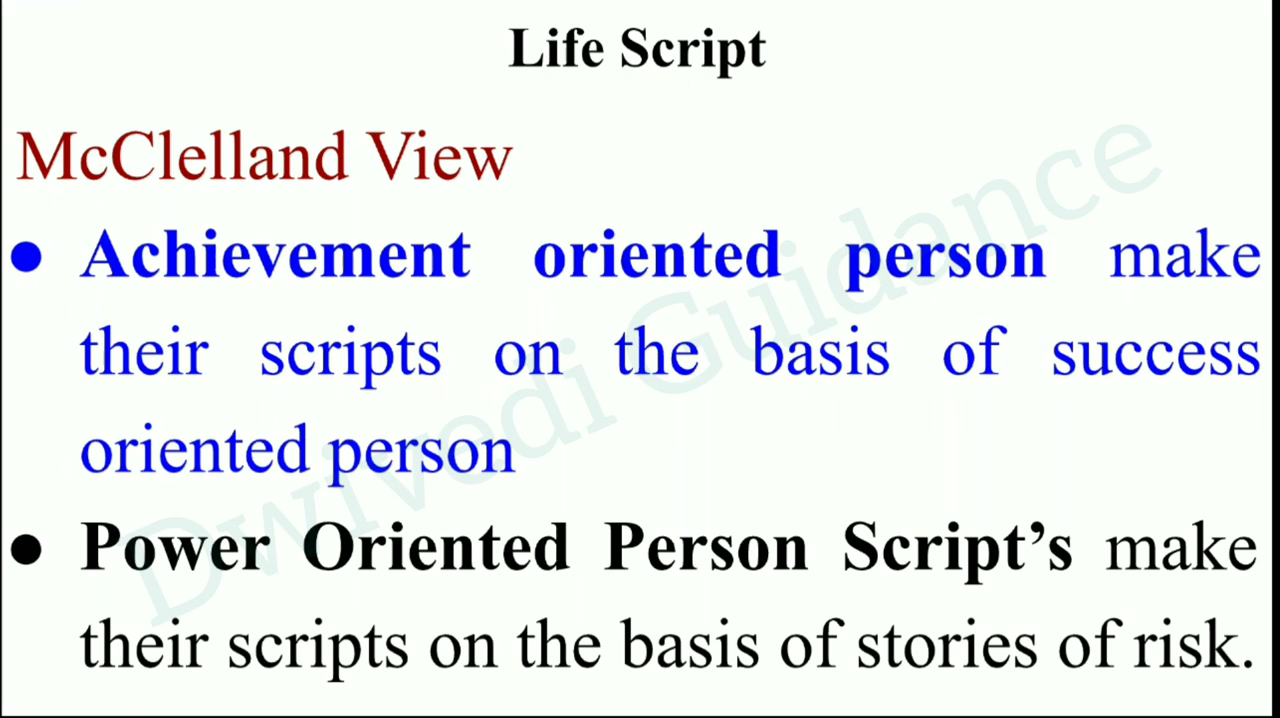 Life Script
McClelland View
● Achievement oriented person make
their scripts on the basis of success
oriented person
● Power Oriented Person Script’s make
their scripts on the basis of stories of risk.
Dwivedi Guidance